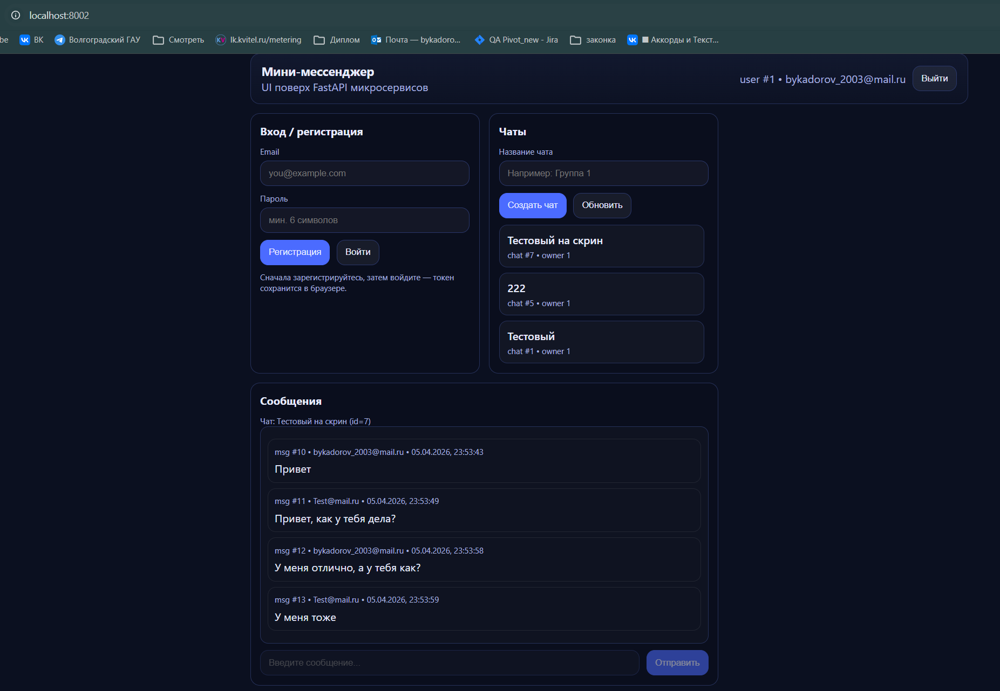 localhost:8002
be ВК Волгоградский ГАУ Смотреть lk.kvitel.ru/metering Диплом Почта — bykadoro... QA Pivot_new - Jira законка Аккорды и Текст...
Мини-мессенджер
UI поверх FastAPI микросервисов
user #1 • bykadorov_2003@mail.ru
Выйти
Вход / регистрация
Email
you@example.com
Пароль
мин. 6 символов
Регистрация Войти
Сначала зарегистрируйтесь, затем войдите — токен
сохранится в браузере.
Чаты
Название чата
Например: Группа 1
Создать чат Обновить
Тестовый на скрин
chat #7 • owner 1
222
chat #5 • owner 1
Тестовый
chat #1 • owner 1
Сообщения
Чат: Тестовый на скрин (id=7)
msg #10 • bykadorov_2003@mail.ru • 05.04.2026, 23:53:43
Привет
msg #11 • Test@mail.ru • 05.04.2026, 23:53:49
Привет, как у тебя дела?
msg #12 • bykadorov_2003@mail.ru • 05.04.2026, 23:53:58
У меня отлично, а у тебя как?
msg #13 • Test@mail.ru • 05.04.2026, 23:53:59
У меня тоже
Введите сообщение... Отправить